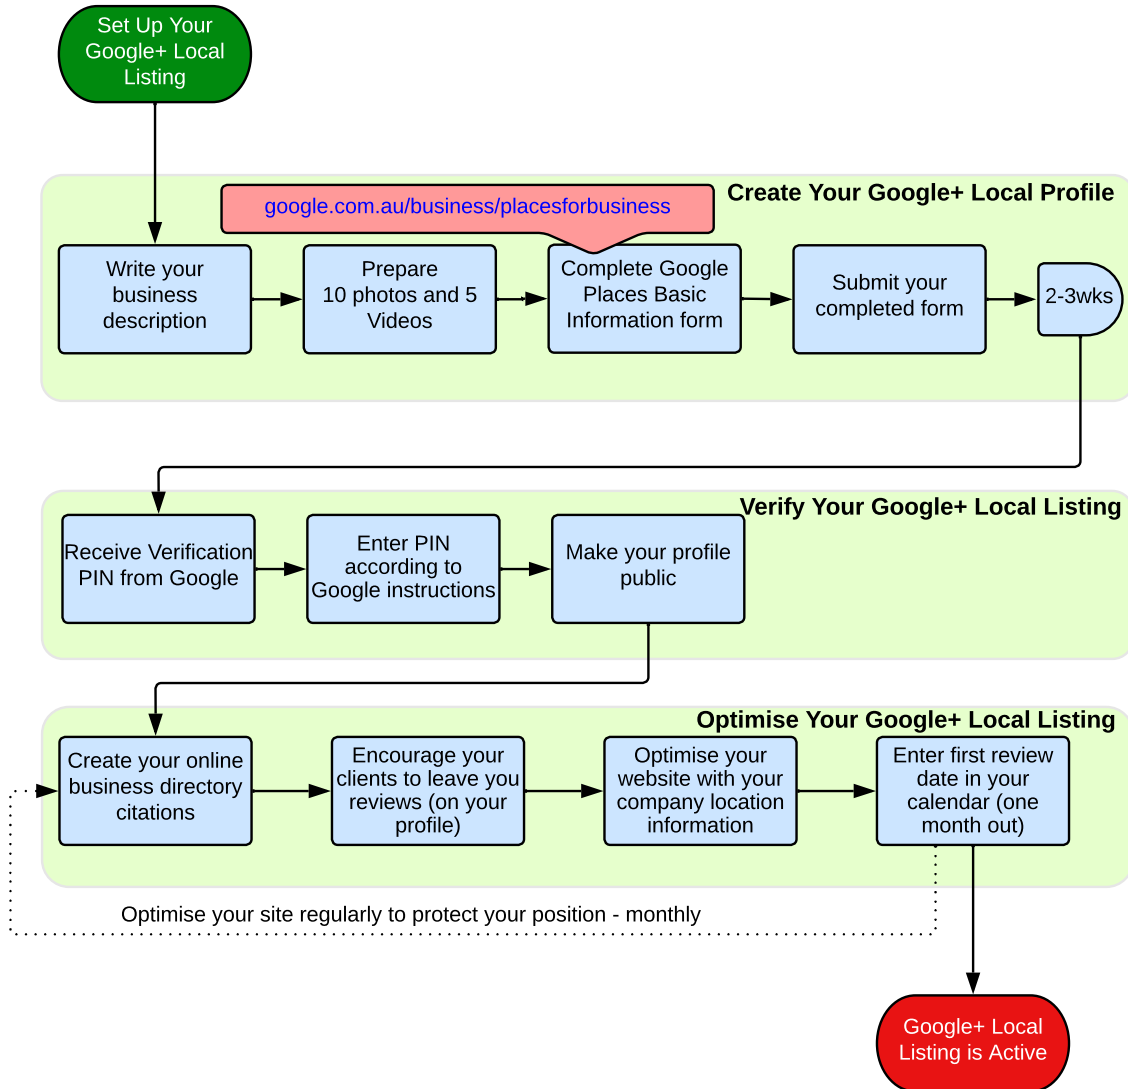 Set Up Your
Google+ Local
Listing
Create Your Google+ Local Profile
google.com.au/business/placesforbusiness
Write your
business
description
Prepare
10 photos and 5
Videos
Complete Google
Places Basic
Information form
Submit your
completed form
2-3wks
Verify Your Google+ Local Listing
Receive Verification
PIN from Google
Enter PIN
according to
Google instructions
Make your profile
public
Optimise Your Google+ Local Listing
Create your online
business directory
citations
Encourage your
clients to leave you
reviews (on your
profile)
Optimise your
website with your
company location
information
Enter first review
date in your
calendar (one
month out)
Optimise your site regularly to protect your position - monthly
Google+ Local
Listing is Active